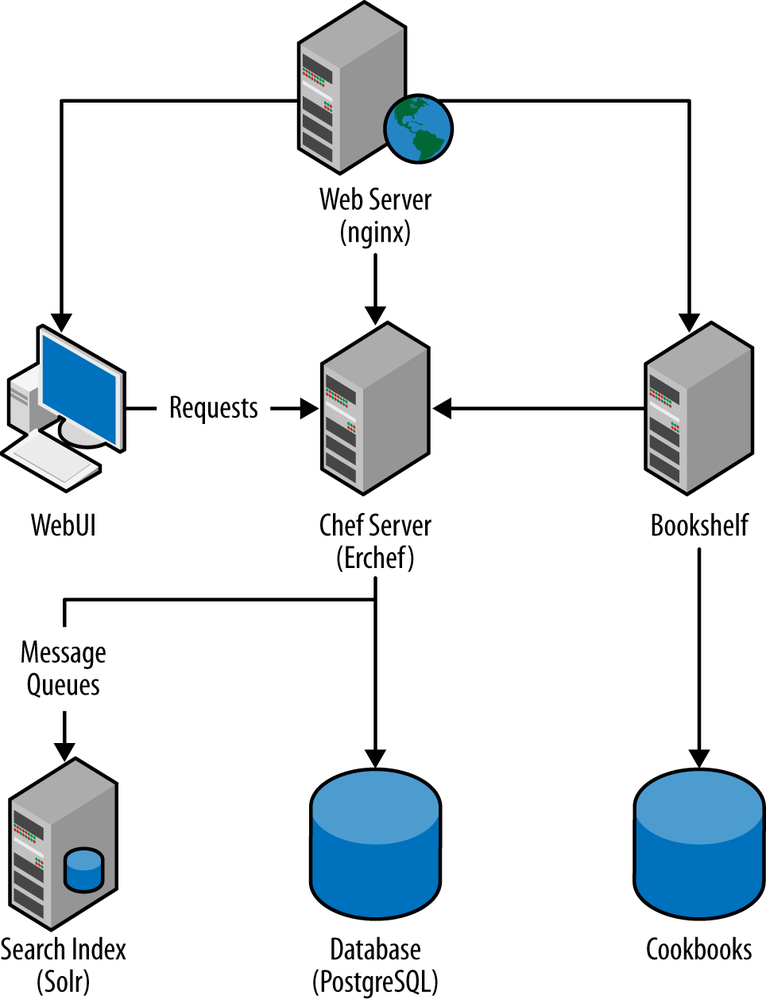 Web Server
(nginx)
Requests
WebUI
Chef Server
(Erchef)
Bookshelf
Message
Queues
Search Index
(Solr)
Database
(PostgreSQL)
Cookbooks